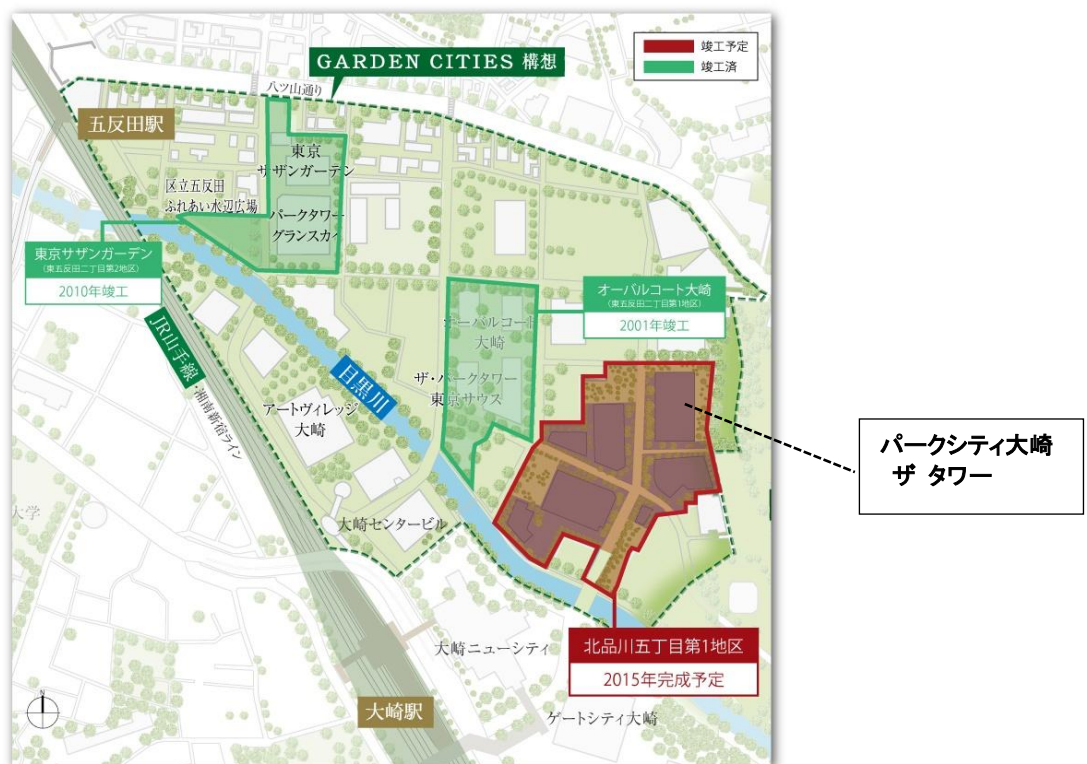 竣工予定
竣工済
GARDEN CITIES 構想
八ツ山通り
五反田駅
東京
サザンガーデン
区立五反田
ふれあい水辺広場
パークタワー
グランスカイ
東京サザンガーデン
(東五反田二丁目第2地区)
2010年竣工
オーバルコート大崎
(東五反田二丁目第1地区)
2001年竣工
オーバルコート
大崎
JR山手線
・湘南新宿ライン
目黒川
ザ・パークタワー
東京サウス
アートヴィレッジ
大崎
パークシティ大崎
ザ タワー
大学
大崎センタービル
北品川五丁目第1地区
2015年完成予定
大崎ニューシティ
大崎駅
ゲートシティ大崎
N